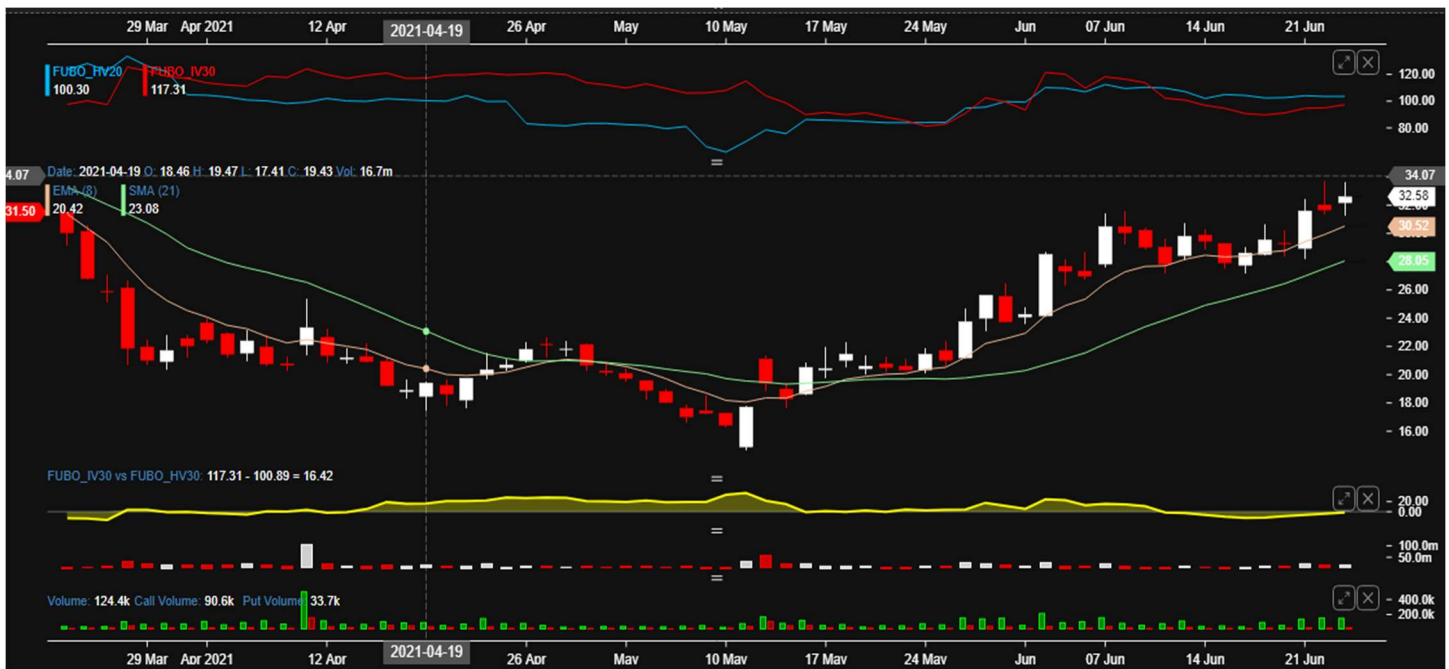 29 Mar Apr 2021 12 Apr 2021-04-19 26 Apr May 10 May 17 May 24 May Jun 07 Jun 14 Jun 21 Jun
FUBO_HV20 FUBO_IV30
100.30 117.31
120.00
100.00
80.00
Date: 2021-04-19 O: 18.46 H: 19.47 L: 17.41 C: 19.43 Vol: 16.7m
4.07 34.07
EMA (8) SMA (21)
20.42 23.08
32.58
31.50
30.52
28.05
26.00
24.00
22.00
20.00
18.00
16.00
FUBO_IV30 vs FUBO_HV30: 117.31 - 100.89 = 16.42
20.00
0.00
100.0m
50.0m
Volume: 124.4k Call Volume: 90.6k Put Volume: 33.7k
400.0k
200.0k
29 Mar Apr 2021 12 Apr 2021-04-19 26 Apr May 10 May 17 May 24 May Jun 07 Jun 14 Jun 21 Jun